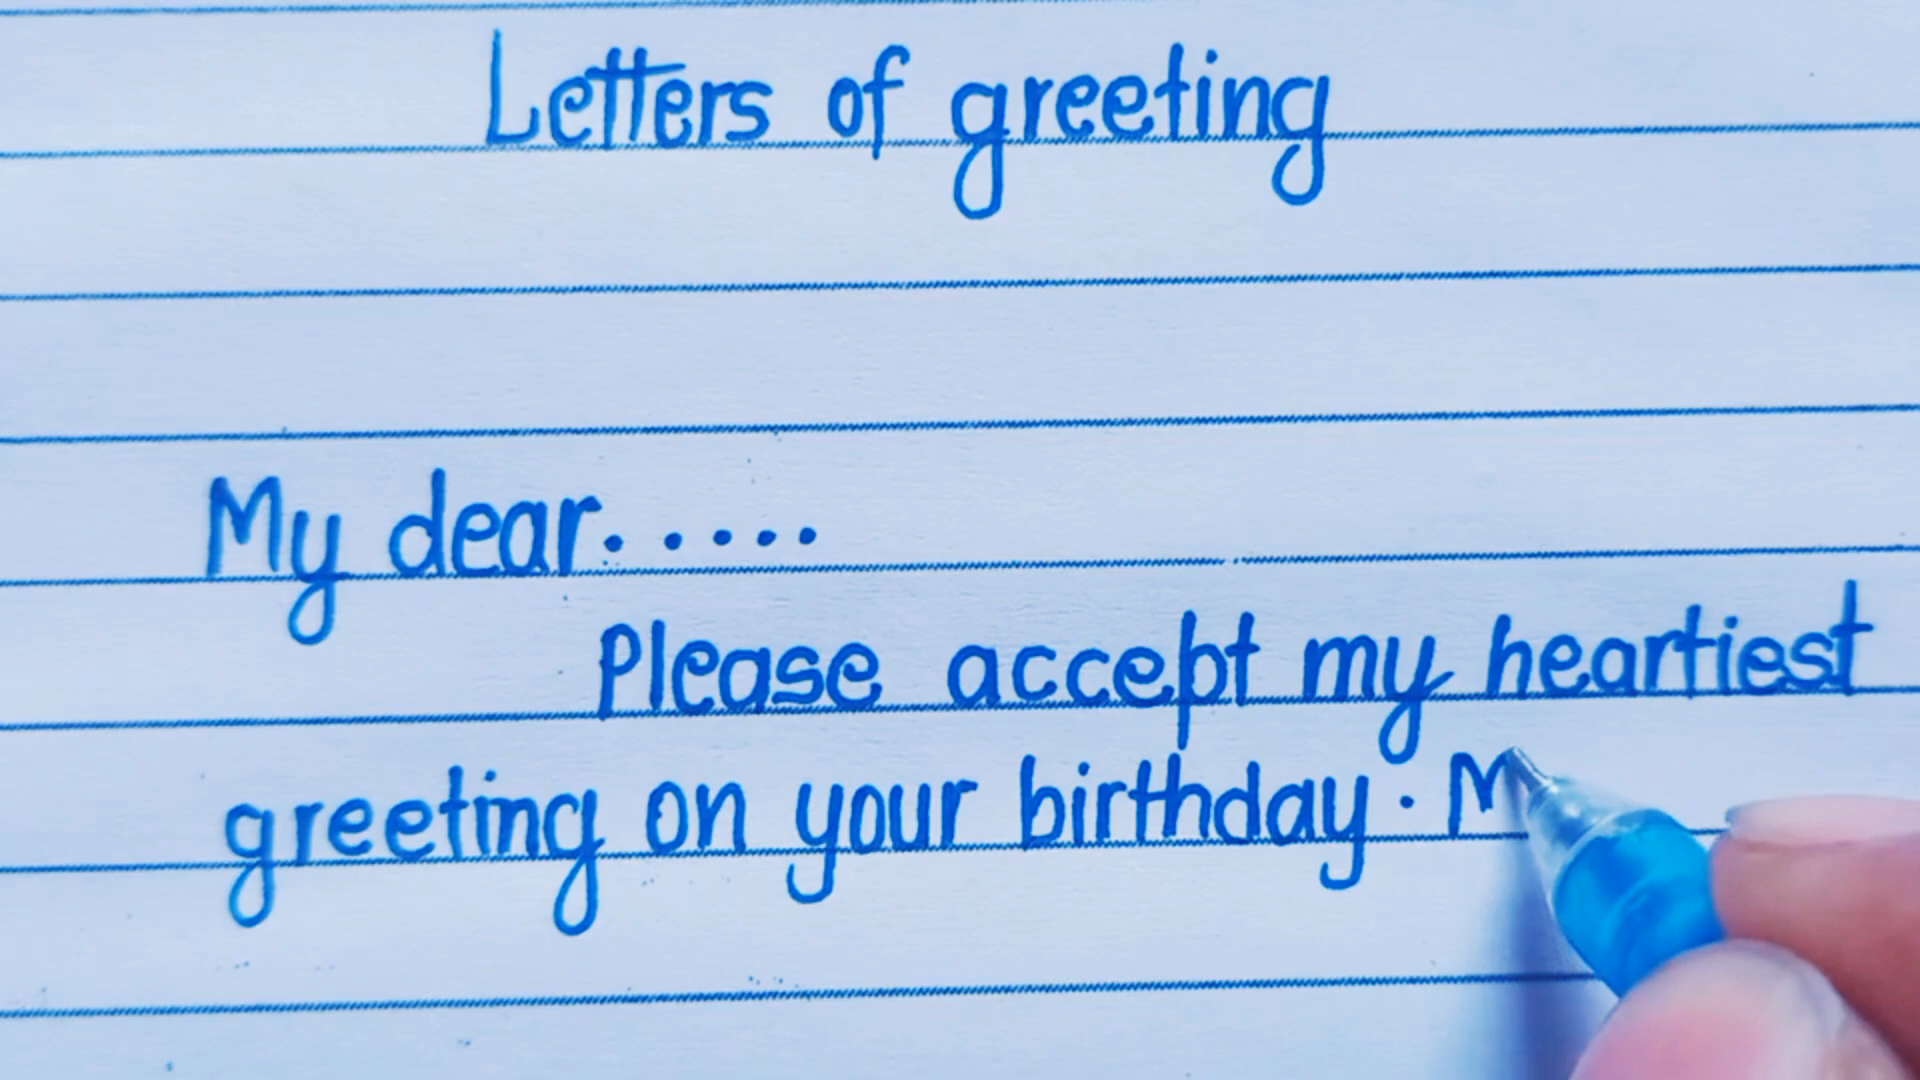 Letters of greeting
My dear.....
Please accept my heartiest
greeting on your birthday. M